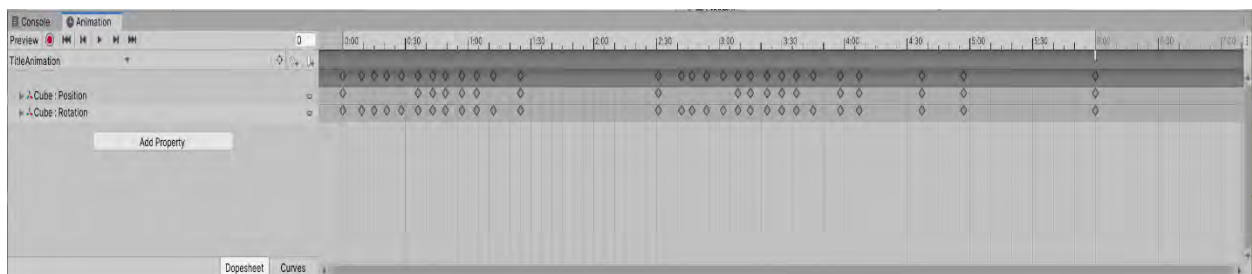 Console Animation
Preview 0 0:00 0:30 1:00 1:30 2:00 2:30 3:00 3:30 4:00 4:30 5:00 5:30 6:00 6:30 7:00
TitleAnimation
Cube : Position
Cube : Rotation
Add Property
Dopesheet Curves